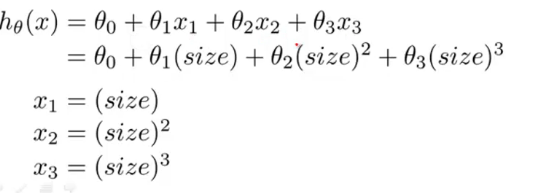 hθ(x) = θ0 + θ1x1 + θ2x2 + θ3x3
= θ0 + θ1(size) + θ2(size)² + θ3(size)³
x1 = (size)
x2 = (size)²
x3 = (size)³